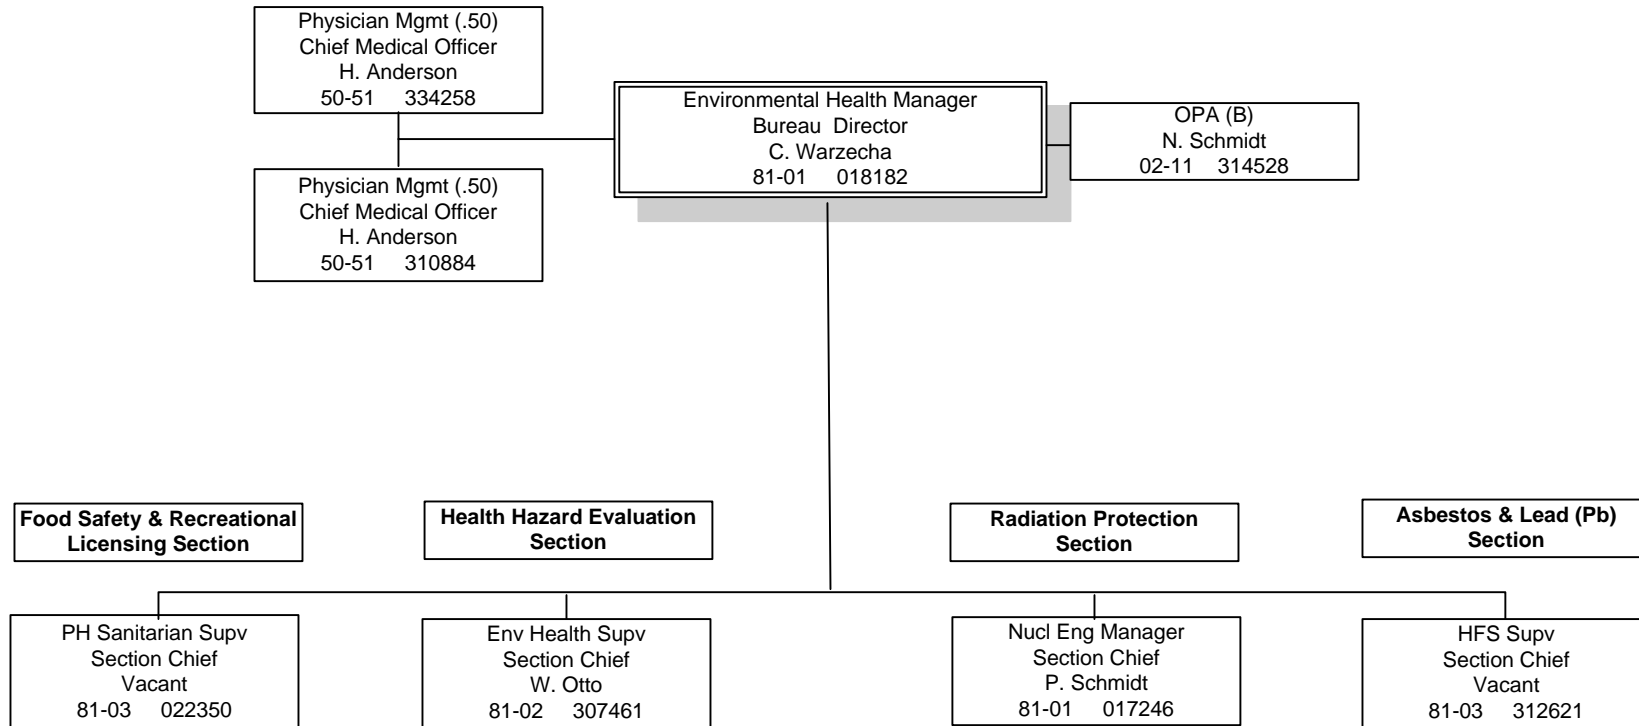 Physician Mgmt (.50)
Chief Medical Officer
H. Anderson
50-51 334258
Environmental Health Manager
Bureau Director
C. Warzecha
81-01 018182
OPA (B)
N. Schmidt
02-11 314528
Physician Mgmt (.50)
Chief Medical Officer
H. Anderson
50-51 310884
Food Safety & Recreational
Licensing Section
Health Hazard Evaluation
Section
Radiation Protection
Section
Asbestos & Lead (Pb)
Section
PH Sanitarian Supv
Section Chief
Vacant
81-03 022350
Env Health Supv
Section Chief
W. Otto
81-02 307461
Nucl Eng Manager
Section Chief
P. Schmidt
81-01 017246
HFS Supv
Section Chief
Vacant
81-03 312621